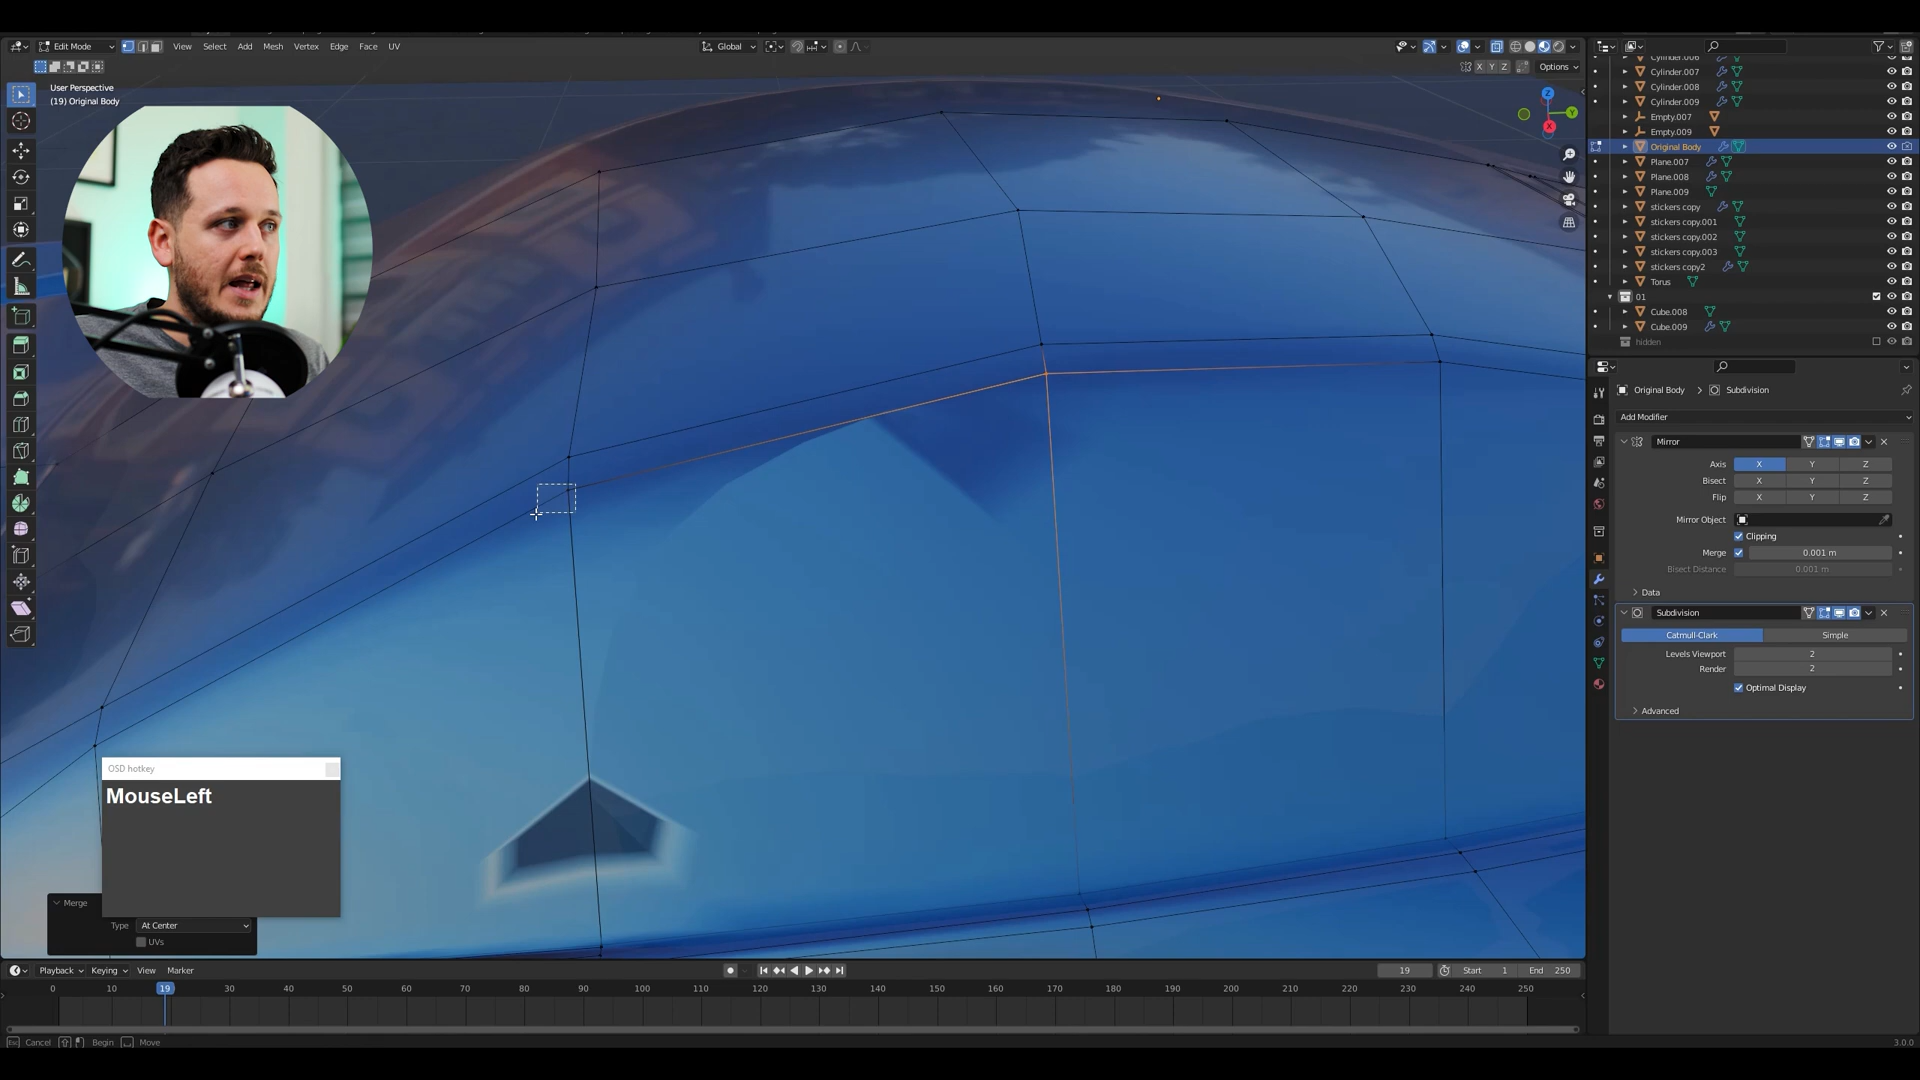 Edit Mode View Select Add Mesh Vertex Edge Face UV Global
X Y Z Options
User Perspective
(19) Original Body
Z
Y
X
Cylinder.006
Cylinder.007
Cylinder.008
Cylinder.009
Empty.007
Empty.009
Original Body
Plane.007
Plane.008
Plane.009
stickers copy
stickers copy.001
stickers copy.002
stickers copy.003
stickers copy2
Torus
01
Cube.008
Cube.009
hidden
Original Body > Subdivision
Add Modifier
Mirror
Axis X Y Z
Bisect X Y Z
Flip X Y Z
Mirror Object
Clipping
Merge 0.001 m
Bisect Distance 0.001 m
Data
Subdivision
Catmull-Clark Simple
Levels Viewport 2
Render 2
Optimal Display
Advanced
OSD hotkey
MouseLeft
Merge
Type At Center
UVs
Playback Keying View Marker 19 Start 1 End 250
0 10 19 30 40 50 60 70 80 90 100 110 120 130 140 150 160 170 180 190 200 210 220 230 240 250
Esc Cancel Begin Move 3.0.0